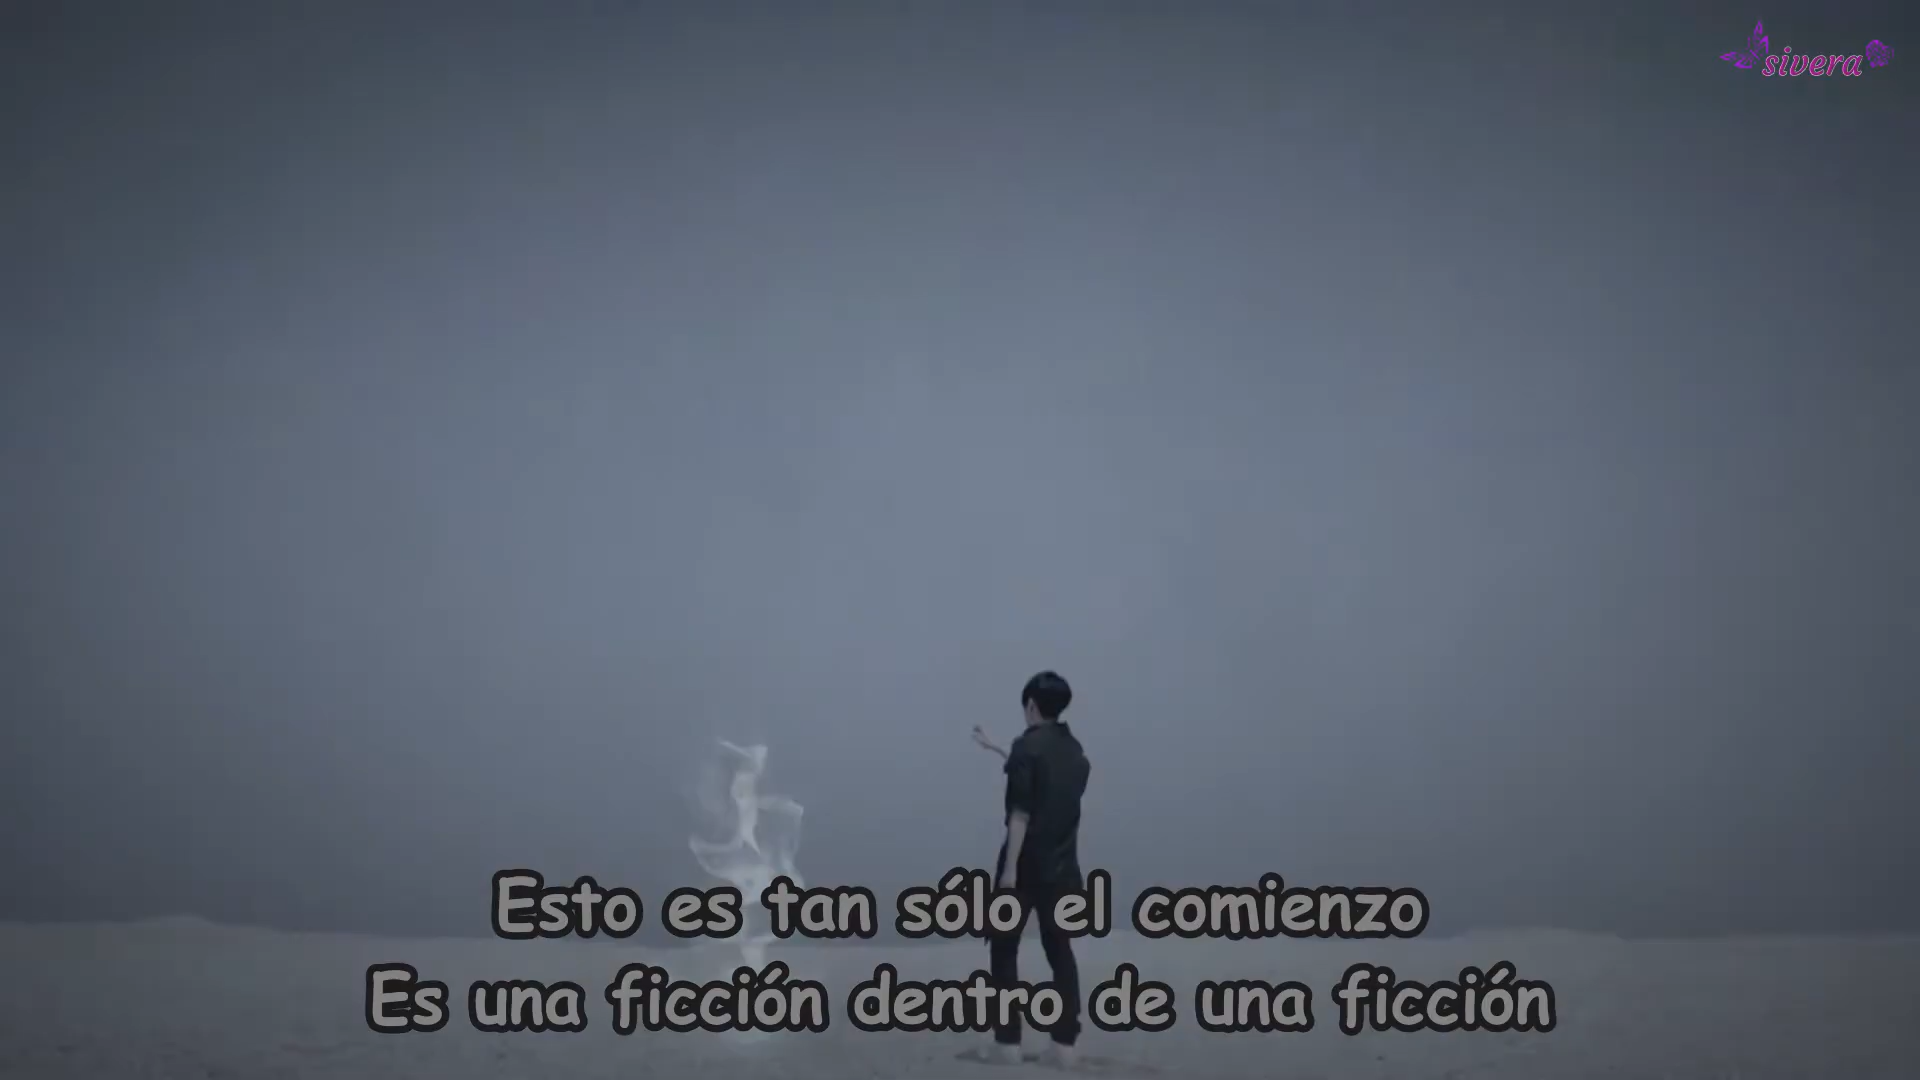 sivera
Esto es tan sólo el comienzo
Es una ficción dentro de una ficción